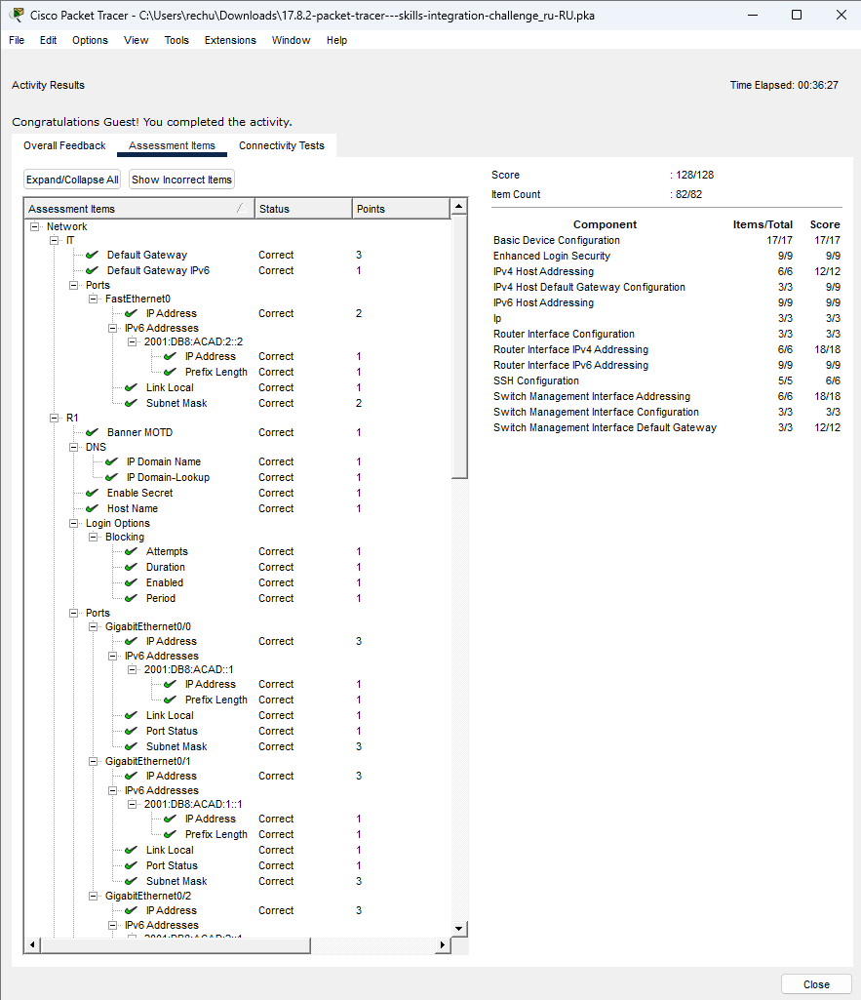 Cisco Packet Tracer - C:\Users\rechu\Downloads\17.8.2-packet-tracer---skills-integration-challenge_ru-RU.pka
File Edit Options View Tools Extensions Window Help
Activity Results
Time Elapsed: 00:36:27
Congratulations Guest! You completed the activity.
Overall Feedback Assessment Items Connectivity Tests
Expand/Collapse All Show Incorrect Items
Assessment Items Status Points
Network
IT
Default Gateway Correct 3
Default Gateway IPv6 Correct 1
Ports
FastEthernet0
IP Address Correct 2
IPv6 Addresses
2001:DB8:ACAD:2::2
IP Address Correct 1
Prefix Length Correct 1
Link Local Correct 1
Subnet Mask Correct 2
R1
Banner MOTD Correct 1
DNS
IP Domain Name Correct 1
IP Domain-Lookup Correct 1
Enable Secret Correct 1
Host Name Correct 1
Login Options
Blocking
Attempts Correct 1
Duration Correct 1
Enabled Correct 1
Period Correct 1
Ports
GigabitEthernet0/0
IP Address Correct 3
IPv6 Addresses
2001:DB8:ACAD::1
IP Address Correct 1
Prefix Length Correct 1
Link Local Correct 1
Port Status Correct 1
Subnet Mask Correct 3
GigabitEthernet0/1
IP Address Correct 3
IPv6 Addresses
2001:DB8:ACAD:1::1
IP Address Correct 1
Prefix Length Correct 1
Link Local Correct 1
Port Status Correct 1
Subnet Mask Correct 3
GigabitEthernet0/2
IP Address Correct 3
IPv6 Addresses
Score : 128/128
Item Count : 82/82
Component Items/Total Score
Basic Device Configuration 17/17 17/17
Enhanced Login Security 9/9 9/9
IPv4 Host Addressing 6/6 12/12
IPv4 Host Default Gateway Configuration 3/3 9/9
IPv6 Host Addressing 9/9 9/9
Ip 3/3 3/3
Router Interface Configuration 3/3 3/3
Router Interface IPv4 Addressing 6/6 18/18
Router Interface IPv6 Addressing 9/9 9/9
SSH Configuration 5/5 6/6
Switch Management Interface Addressing 6/6 18/18
Switch Management Interface Configuration 3/3 3/3
Switch Management Interface Default Gateway 3/3 12/12
Close